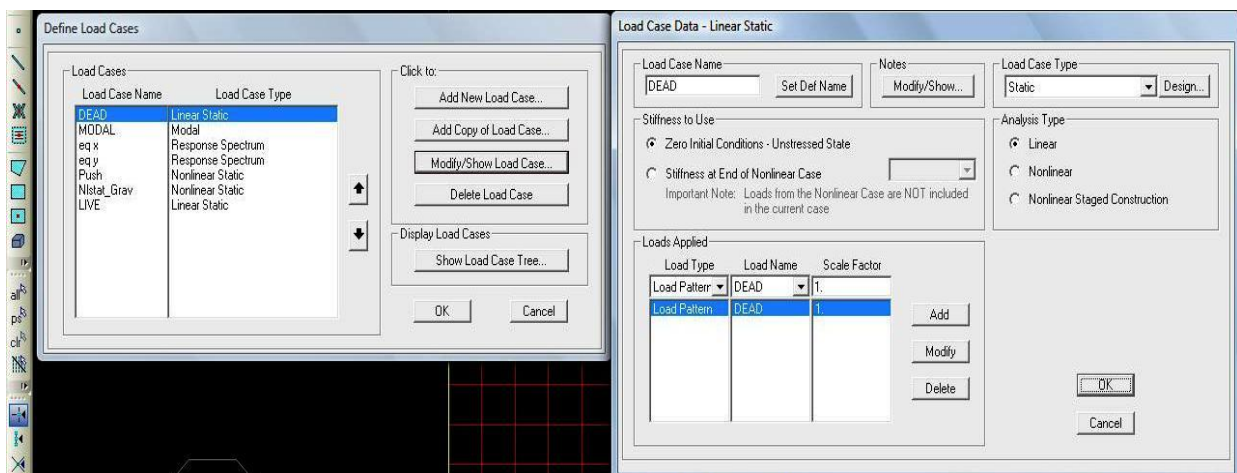 Define Load Cases
Load Cases
Load Case Name Load Case Type
DEAD Linear Static
MODAL Modal
eq x Response Spectrum
eq y Response Spectrum
Push Nonlinear Static
Nlstat_Grav Nonlinear Static
LIVE Linear Static
Click to:
Add New Load Case...
Add Copy of Load Case...
Modify/Show Load Case...
Delete Load Case
Display Load Cases
Show Load Case Tree...
OK Cancel
all
ps
clr
Load Case Data - Linear Static
Load Case Name
DEAD Set Def Name
Notes
Modify/Show...
Load Case Type
Static Design...
Stiffness to Use
Zero Initial Conditions - Unstressed State
Stiffness at End of Nonlinear Case
Important Note: Loads from the Nonlinear Case are NOT included
in the current case
Analysis Type
Linear
Nonlinear
Nonlinear Staged Construction
Loads Applied
Load Type Load Name Scale Factor
Load Pattern DEAD 1.
Load Pattern DEAD 1.
Add
Modify
Delete
OK
Cancel